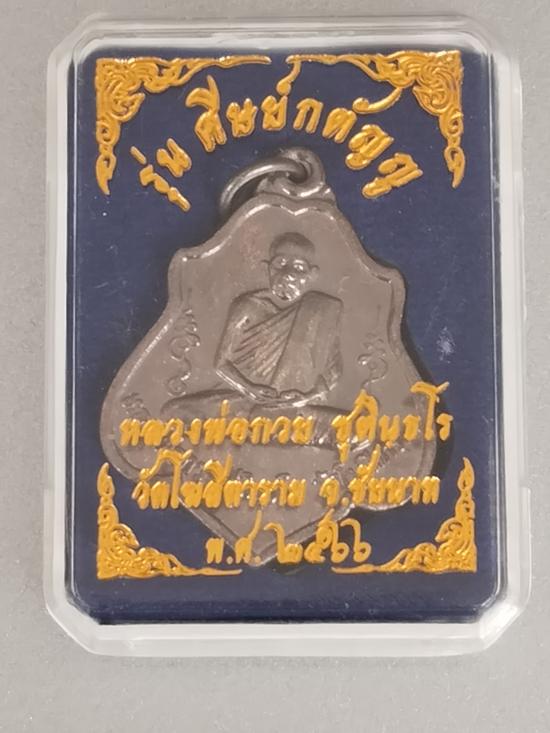 รุ่น ศิษย์กตัญญู
หลวงพ่อกวย ชุตินฺธโร
วัดโฆสิตาราม จ.ชัยนาท
พ.ศ ๒๕๖๖